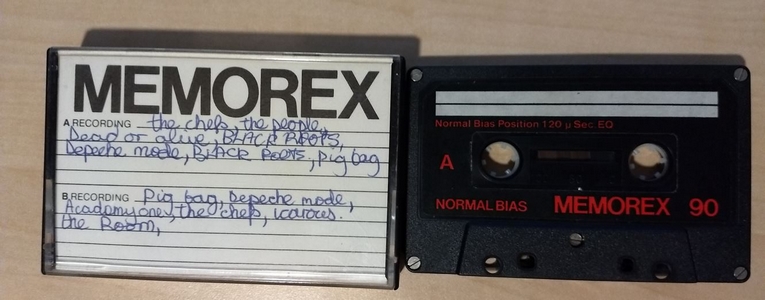 MEMOREX
A RECORDING the chefs, the people,
Dead or alive, BLACK ROOTS,
Depeche mode, BLACK Roots, pig bag
B RECORDING Pig bag, Depeche mode,
Academy one, the chefs, icarous.
the Room,
Normal Bias Position 120 µ Sec. EQ
A
NORMAL BIAS MEMOREX 90